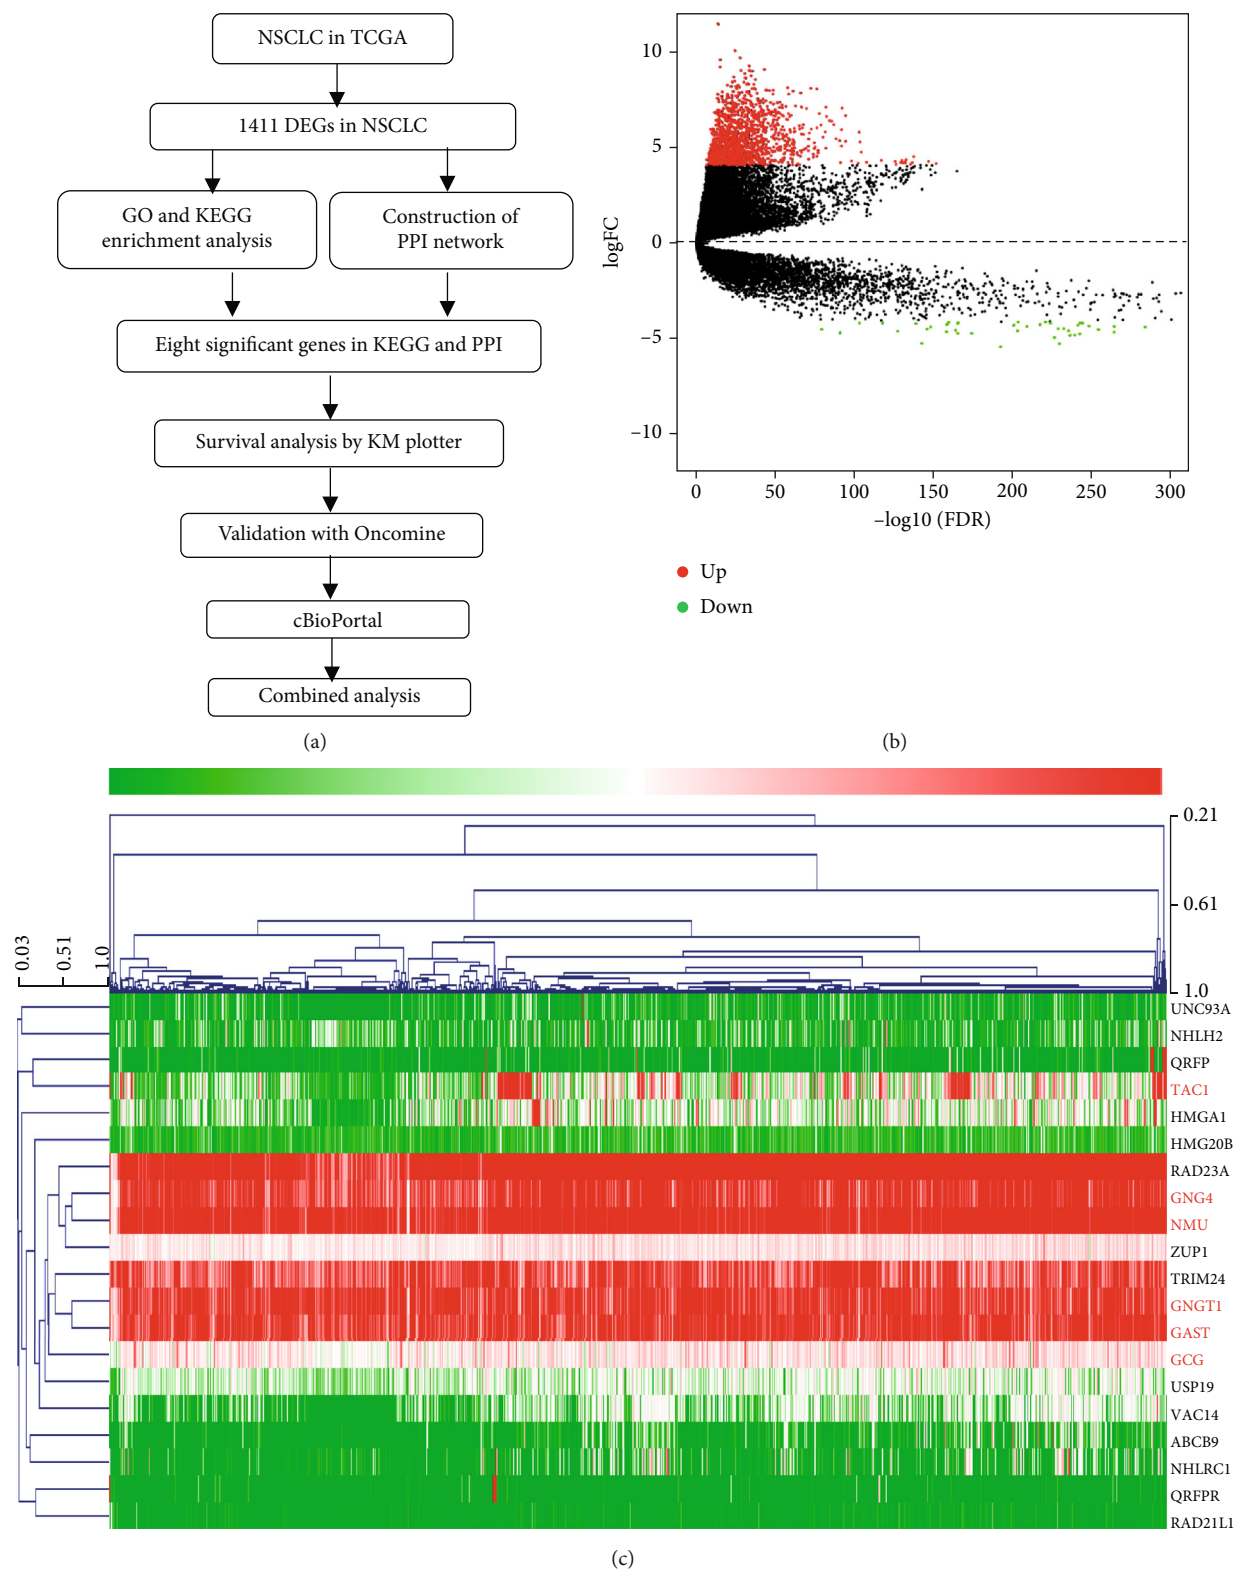 NSCLC in TCGA
1411 DEGs in NSCLC
GO and KEGG
enrichment analysis
Construction of
PPI network
Eight significant genes in KEGG and PPI
Survival analysis by KM plotter
Validation with Oncomine
cBioPortal
Combined analysis
(a)
10
5
0
−5
−10
logFC
0
50
100
150
200
250
300
−log10 (FDR)
Up
Down
(b)
0.21
0.61
1.0
0.03
0.51
1.0
UNC93A
NHLH2
QRFP
TAC1
HMGA1
HMG20B
RAD23A
GNG4
NMU
ZUP1
TRIM24
GNGT1
GAST
GCG
USP19
VAC14
ABCB9
NHLRC1
QRFPR
RAD21L1
(c)